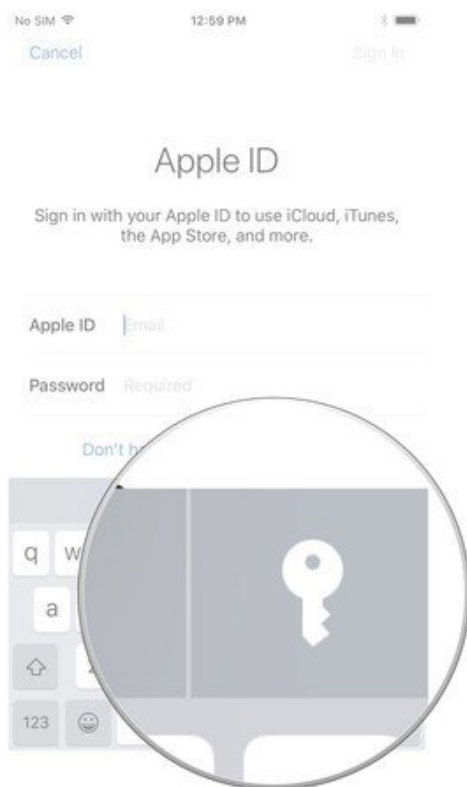 No SIM 12:59 PM
Cancel Sign In
Apple ID
Sign in with your Apple ID to use iCloud, iTunes,
the App Store, and more.
Apple ID Email
Password Required
Don't
q w
a
123